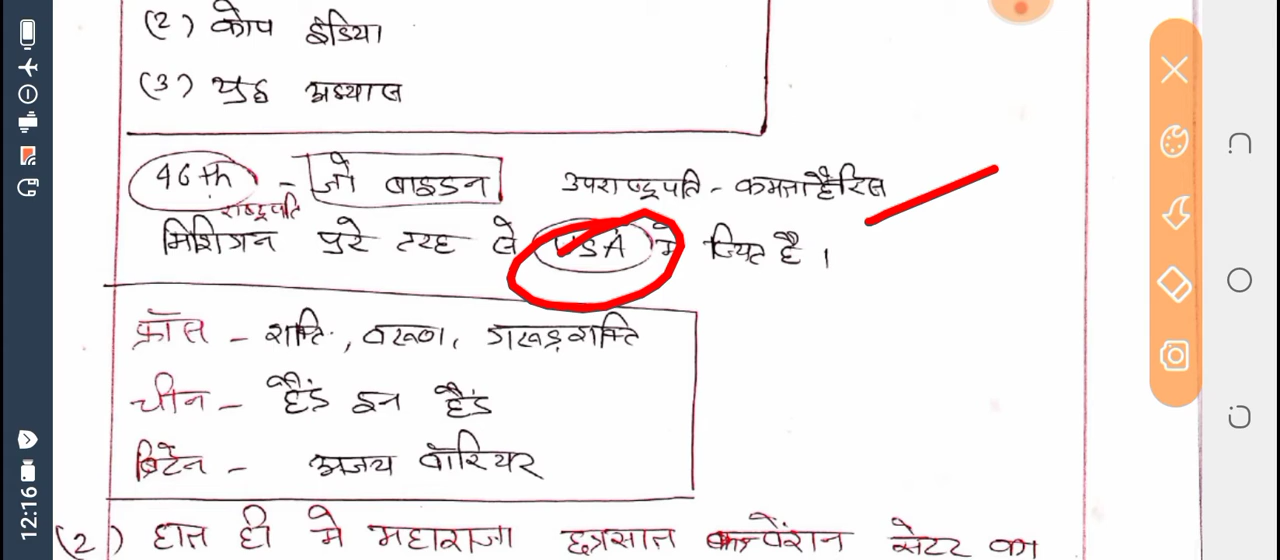 (2) कोप इंडिया
(3) युद्ध अभ्यास
46th राष्ट्रपति - जो बाइडन उपराष्ट्रपति - कमला हैरिस
मिशिगन पुरे तरह से USA मे स्थित है ।
फ्राँस - शक्ति, वरूण, गरूड़ शक्ति
चीन - हैंड इन हैंड
ब्रिटेन - अजय वॉरियर
(2) हाल ही मे महाराजा छत्रसाल कन्वेंशन सेंटर का
12:16